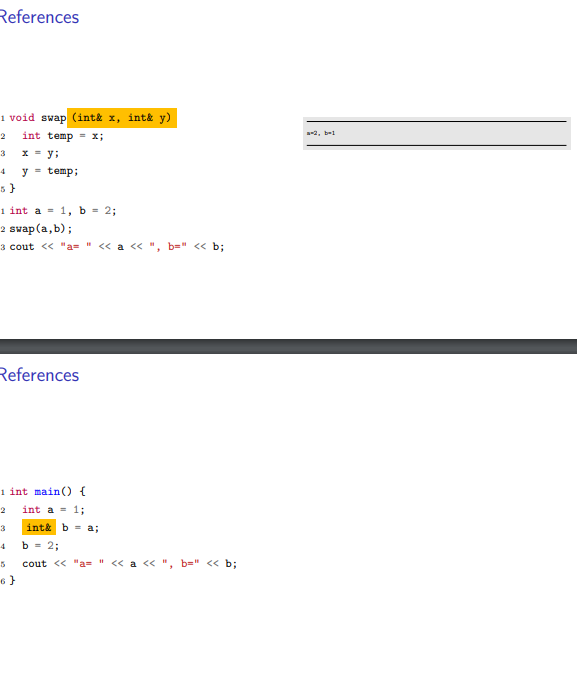 References
1 void swap (int& x, int& y)
2 int temp = x;
3 x = y;
4 y = temp;
5 }
a=2, b=1
1 int a = 1, b = 2;
2 swap(a,b);
3 cout << "a= " << a << ", b=" << b;
References
1 int main() {
2 int a = 1;
3 int& b = a;
4 b = 2;
5 cout << "a= " << a << ", b=" << b;
6 }